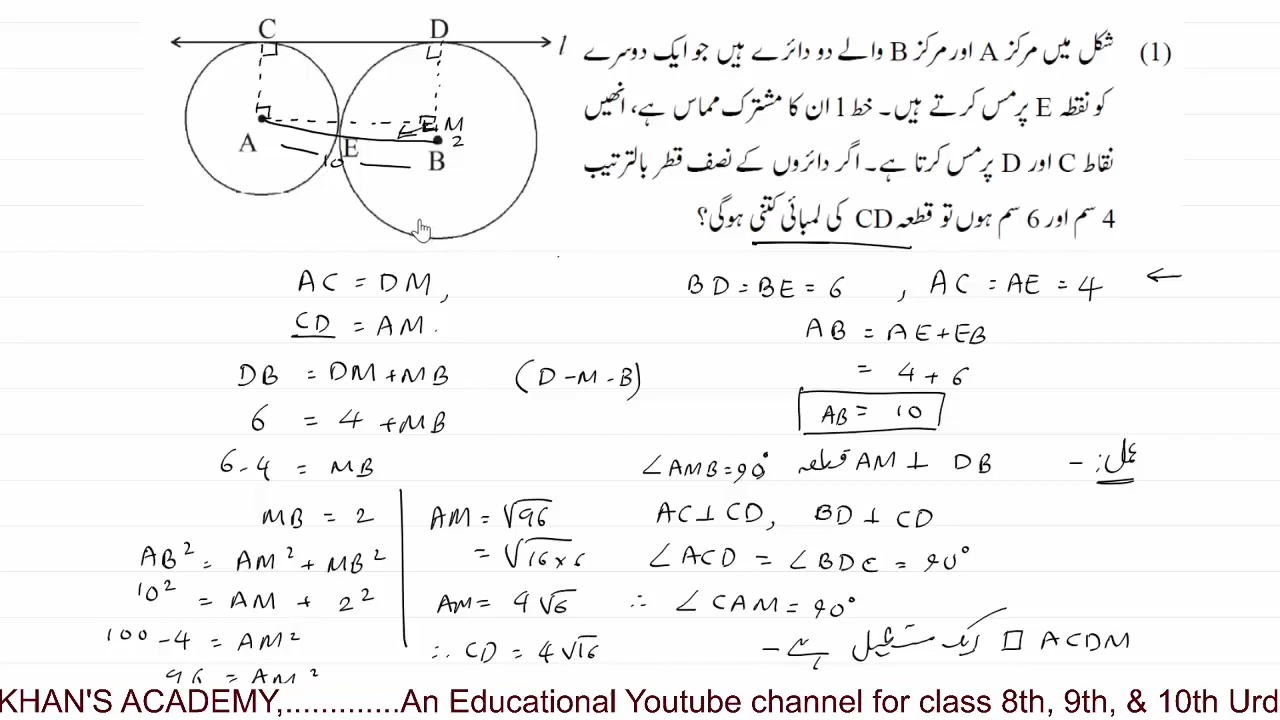 (1) شکل میں مرکز A اور مرکز B والے دو دائرے ہیں جو ایک دوسرے
کو نقطہ E پر مس کرتے ہیں۔ خط l ان کا مشترک مماس ہے، انھیں
نقاط C اور D پر مس کرتا ہے۔ اگر دائروں کے نصف قطر بالترتیب
4 سم اور 6 سم ہوں تو قطعہ CD کی لمبائی کتنی ہوگی؟
C D l
A M
E B 2
10
BD = BE = 6 , AC = AE = 4 ←
AB = AE + EB
= 4 + 6
AB = 10
عمل: -
قطعہ AM ⊥ DB ∠AMB = 90°
AC ⊥ CD, BD ⊥ CD
∠ACD = ∠BDC = 90°
∴ ∠CAM = 90°
□ ACDM ایک مستطیل ہے -
AC = DM,
CD = AM.
DB = DM + MB (D-M-B)
6 = 4 + MB
6-4 = MB
MB = 2
AB² = AM² + MB²
10² = AM + 2²
100 - 4 = AM²
96 = AM²
AM = √96
= √16×6
AM = 4√6
∴ CD = 4√6
KHAN'S ACADEMY,.............An Educational Youtube channel for class 8th, 9th, & 10th Urd